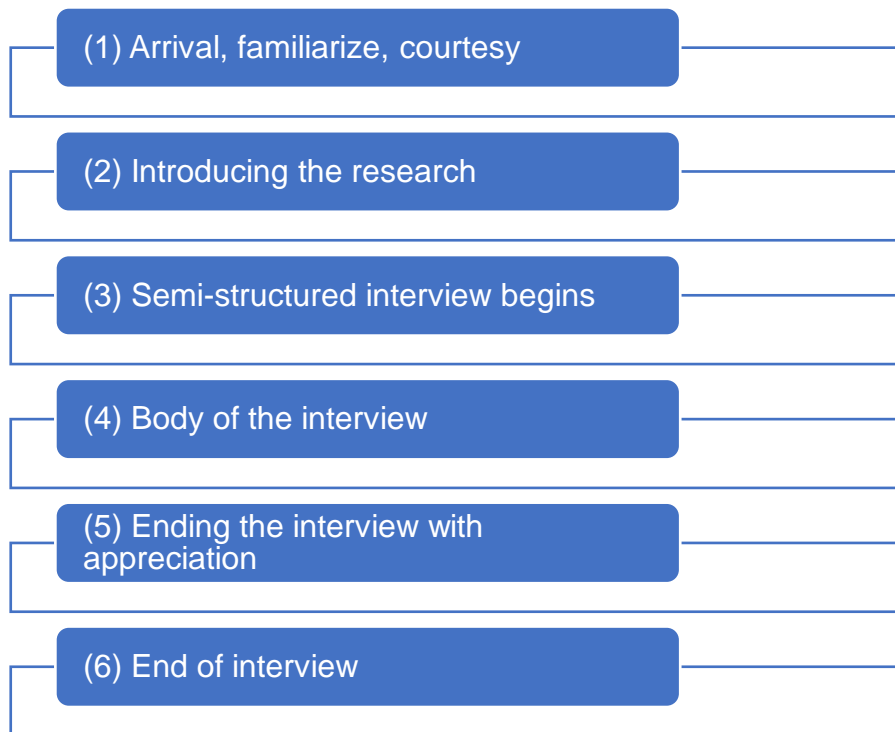 (1) Arrival, familiarize, courtesy
(2) Introducing the research
(3) Semi-structured interview begins
(4) Body of the interview
(5) Ending the interview with
appreciation
(6) End of interview